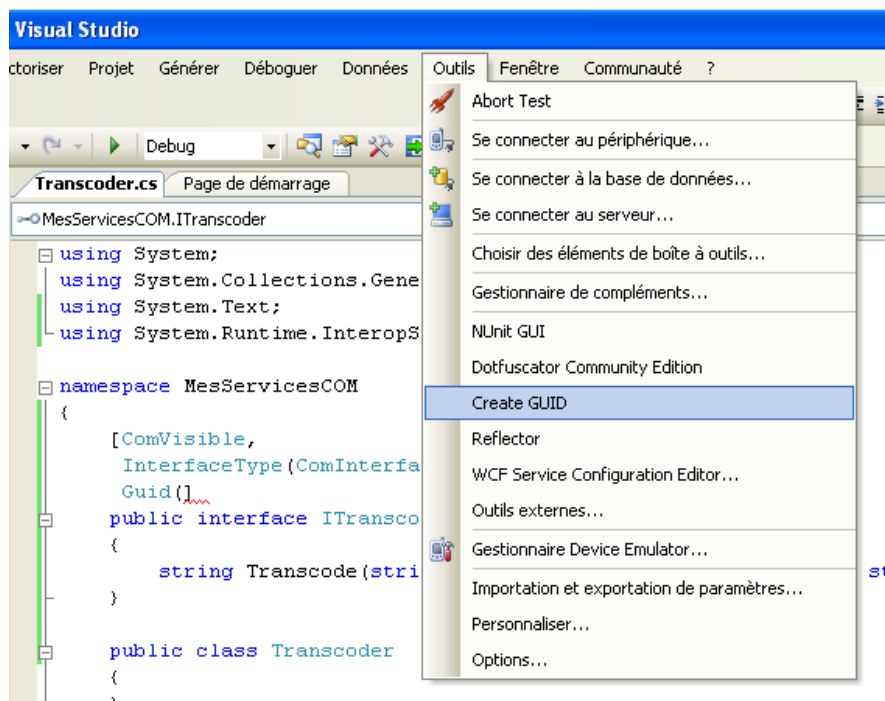 Visual Studio
ctoriser Projet Générer Déboguer Données Outils Fenêtre Communauté ?
Debug
Transcoder.cs Page de démarrage
MesServicesCOM.ITranscoder
using System;
using System.Collections.Gene
using System.Text;
using System.Runtime.InteropS
namespace MesServicesCOM
{
[ComVisible,
InterfaceType(ComInterfa
Guid(]
public interface ITransco
{
string Transcode(stri st
}
public class Transcoder
{
Abort Test
Se connecter au périphérique...
Se connecter à la base de données...
Se connecter au serveur...
Choisir des éléments de boîte à outils...
Gestionnaire de compléments...
NUnit GUI
Dotfuscator Community Edition
Create GUID
Reflector
WCF Service Configuration Editor...
Outils externes...
Gestionnaire Device Emulator...
Importation et exportation de paramètres...
Personnaliser...
Options...